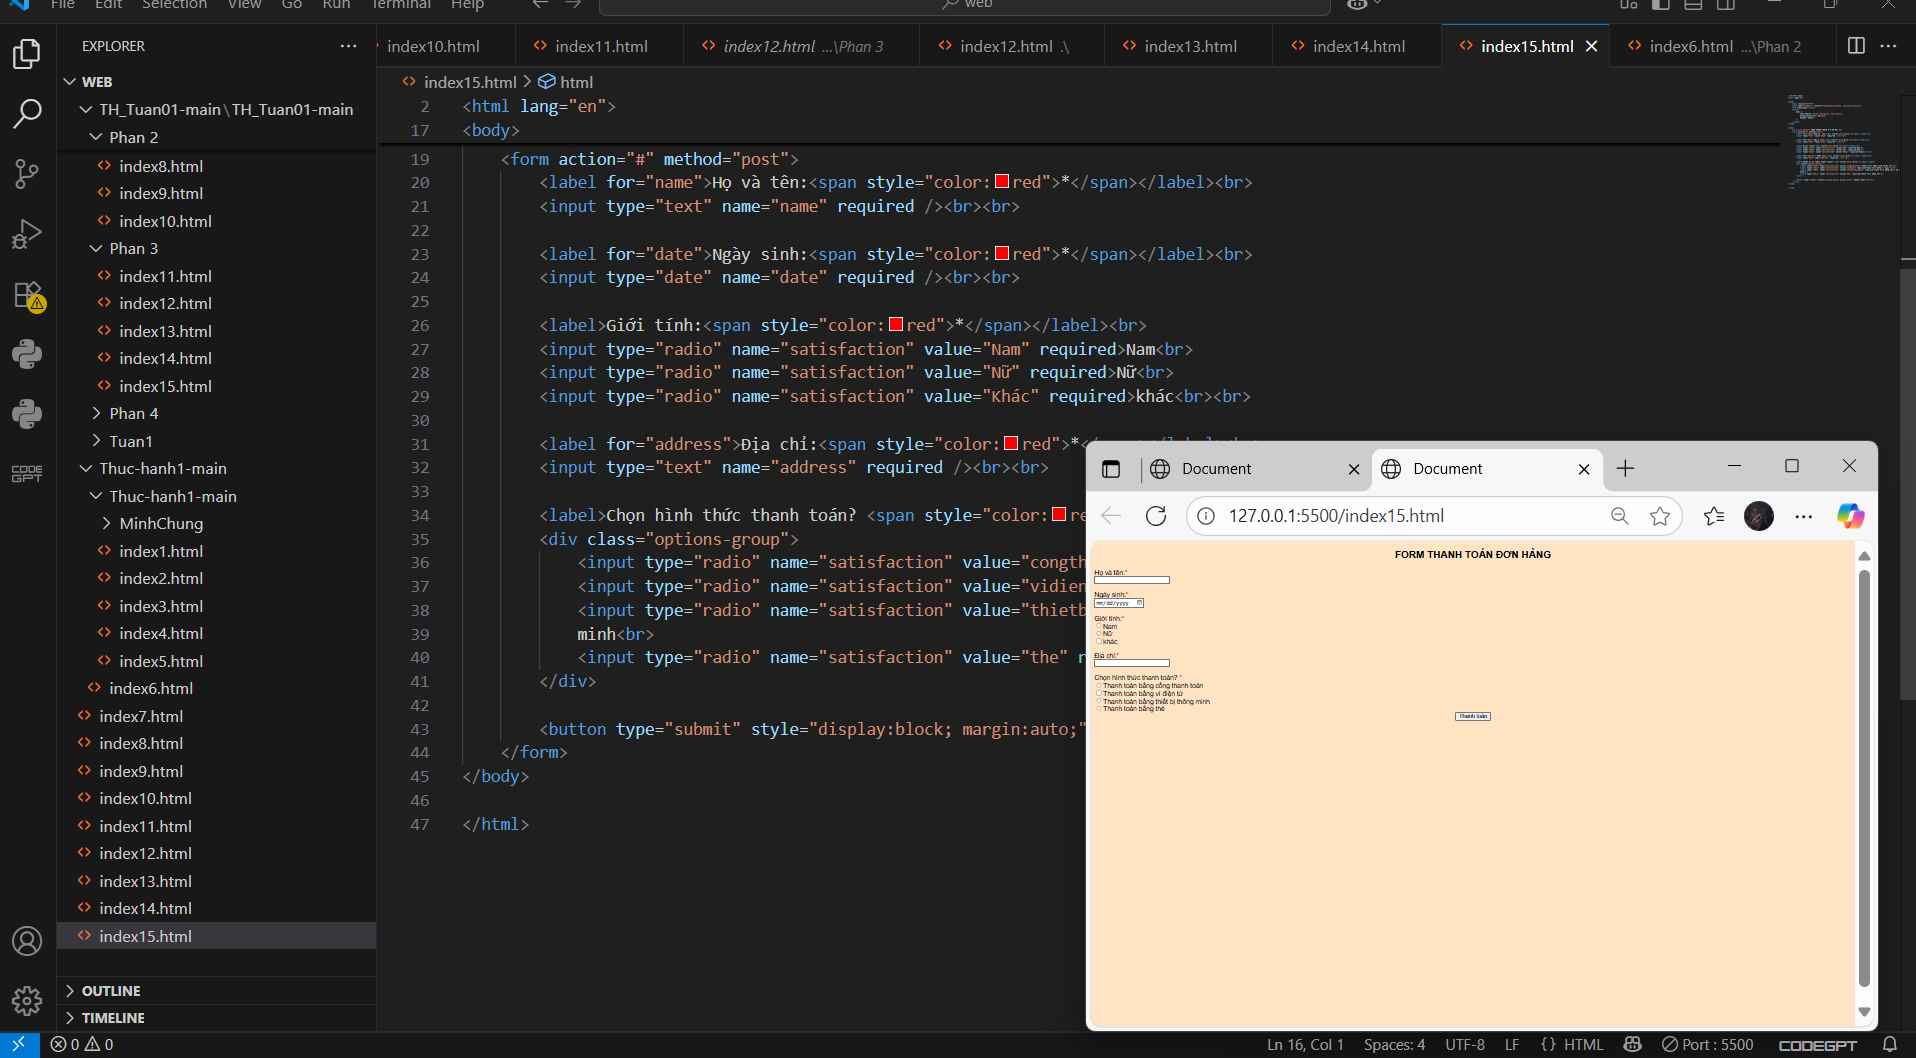 File Edit Selection View Go Run Terminal Help
web
EXPLORER
WEB
TH_Tuan01-main\TH_Tuan01-main
Phan 2
index8.html
index9.html
index10.html
Phan 3
index11.html
index12.html
index13.html
index14.html
index15.html
Phan 4
Tuan1
Thuc-hanh1-main
Thuc-hanh1-main
MinhChung
index1.html
index2.html
index3.html
index4.html
index5.html
index6.html
index7.html
index8.html
index9.html
index10.html
index11.html
index12.html
index13.html
index14.html
index15.html
OUTLINE
TIMELINE
CODE GPT
index10.html index11.html index12.html ...\Phan 3 index12.html .\ index13.html index14.html index15.html index6.html ...\Phan 2
index15.html > html
2 <html lang="en">
17 <body>
19 <form action="#" method="post">
20 <label for="name">Họ và tên:<span style="color:red">*</span></label><br>
21 <input type="text" name="name" required /><br><br>
22
23 <label for="date">Ngày sinh:<span style="color:red">*</span></label><br>
24 <input type="date" name="date" required /><br><br>
25
26 <label>Giới tính:<span style="color:red">*</span></label><br>
27 <input type="radio" name="satisfaction" value="Nam" required>Nam<br>
28 <input type="radio" name="satisfaction" value="Nữ" required>Nữ<br>
29 <input type="radio" name="satisfaction" value="Khác" required>khác<br><br>
30
31 <label for="address">Địa chỉ:<span style="color:red">*<
32 <input type="text" name="address" required /><br><br>
33
34 <label>Chọn hình thức thanh toán? <span style="color:re
35 <div class="options-group">
36 <input type="radio" name="satisfaction" value="congth
37 <input type="radio" name="satisfaction" value="vidien
38 <input type="radio" name="satisfaction" value="thietb
39 minh<br>
40 <input type="radio" name="satisfaction" value="the" r
41 </div>
42
43 <button type="submit" style="display:block; margin:auto;"
44 </form>
45 </body>
46
47 </html>
Document Document
127.0.0.1:5500/index15.html
FORM THANH TOÁN ĐƠN HÀNG
Họ và tên:*
Ngày sinh:*
mm/dd/yyyy
Giới tính:*
Nam
Nữ
khác
Địa chỉ:*
Chọn hình thức thanh toán? *
Thanh toán bằng cổng thanh toán
Thanh toán bằng ví điện tử
Thanh toán bằng thiết bị thông minh
Thanh toán bằng thẻ
Thanh toán
0 0 Ln 16, Col 1 Spaces: 4 UTF-8 LF {} HTML Port : 5500 CODEGPT